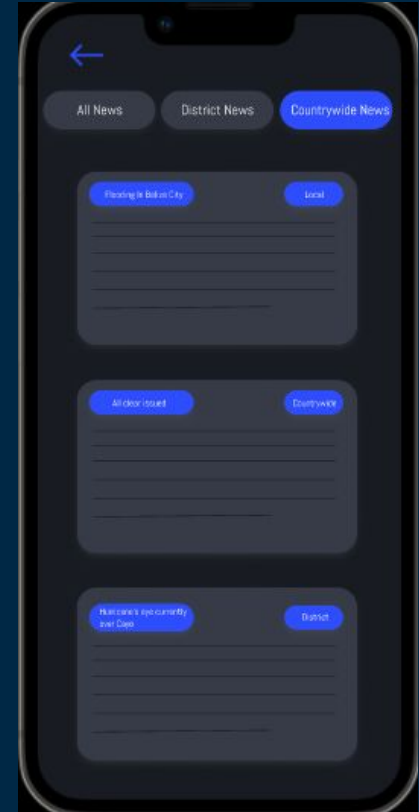 All News
District News
Countrywide News
Flooding in Belize City
Local
All clear issued
Countrywide
Hurricane's eye currently
over Cayo
District